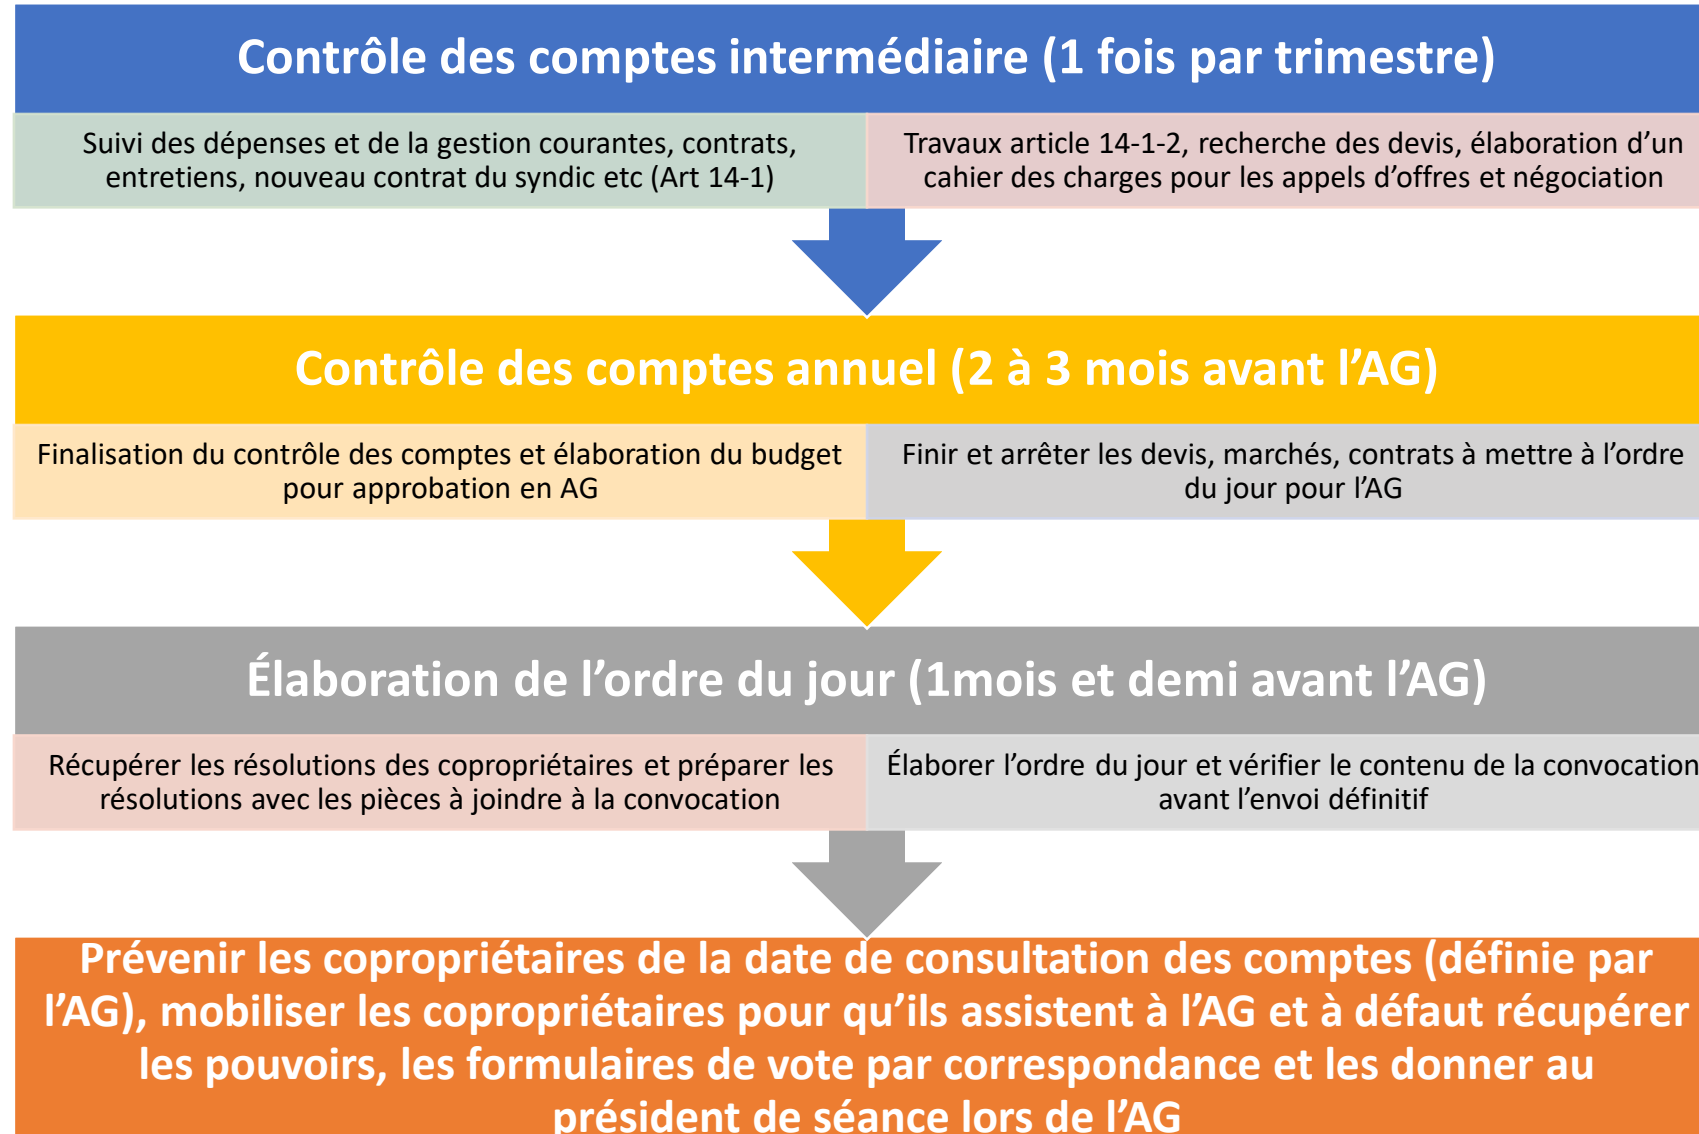 Contrôle des comptes intermédiaire (1 fois par trimestre)
Suivi des dépenses et de la gestion courantes, contrats,
entretiens, nouveau contrat du syndic etc (Art 14-1)
Travaux article 14-1-2, recherche des devis, élaboration d’un
cahier des charges pour les appels d’offres et négociation
Contrôle des comptes annuel (2 à 3 mois avant l’AG)
Finalisation du contrôle des comptes et élaboration du budget
pour approbation en AG
Finir et arrêter les devis, marchés, contrats à mettre à l’ordre
du jour pour l’AG
Élaboration de l’ordre du jour (1mois et demi avant l’AG)
Récupérer les résolutions des copropriétaires et préparer les
résolutions avec les pièces à joindre à la convocation
Élaborer l’ordre du jour et vérifier le contenu de la convocation
avant l’envoi définitif
Prévenir les copropriétaires de la date de consultation des comptes (définie par
l’AG), mobiliser les copropriétaires pour qu’ils assistent à l’AG et à défaut récupérer
les pouvoirs, les formulaires de vote par correspondance et les donner au
président de séance lors de l’AG